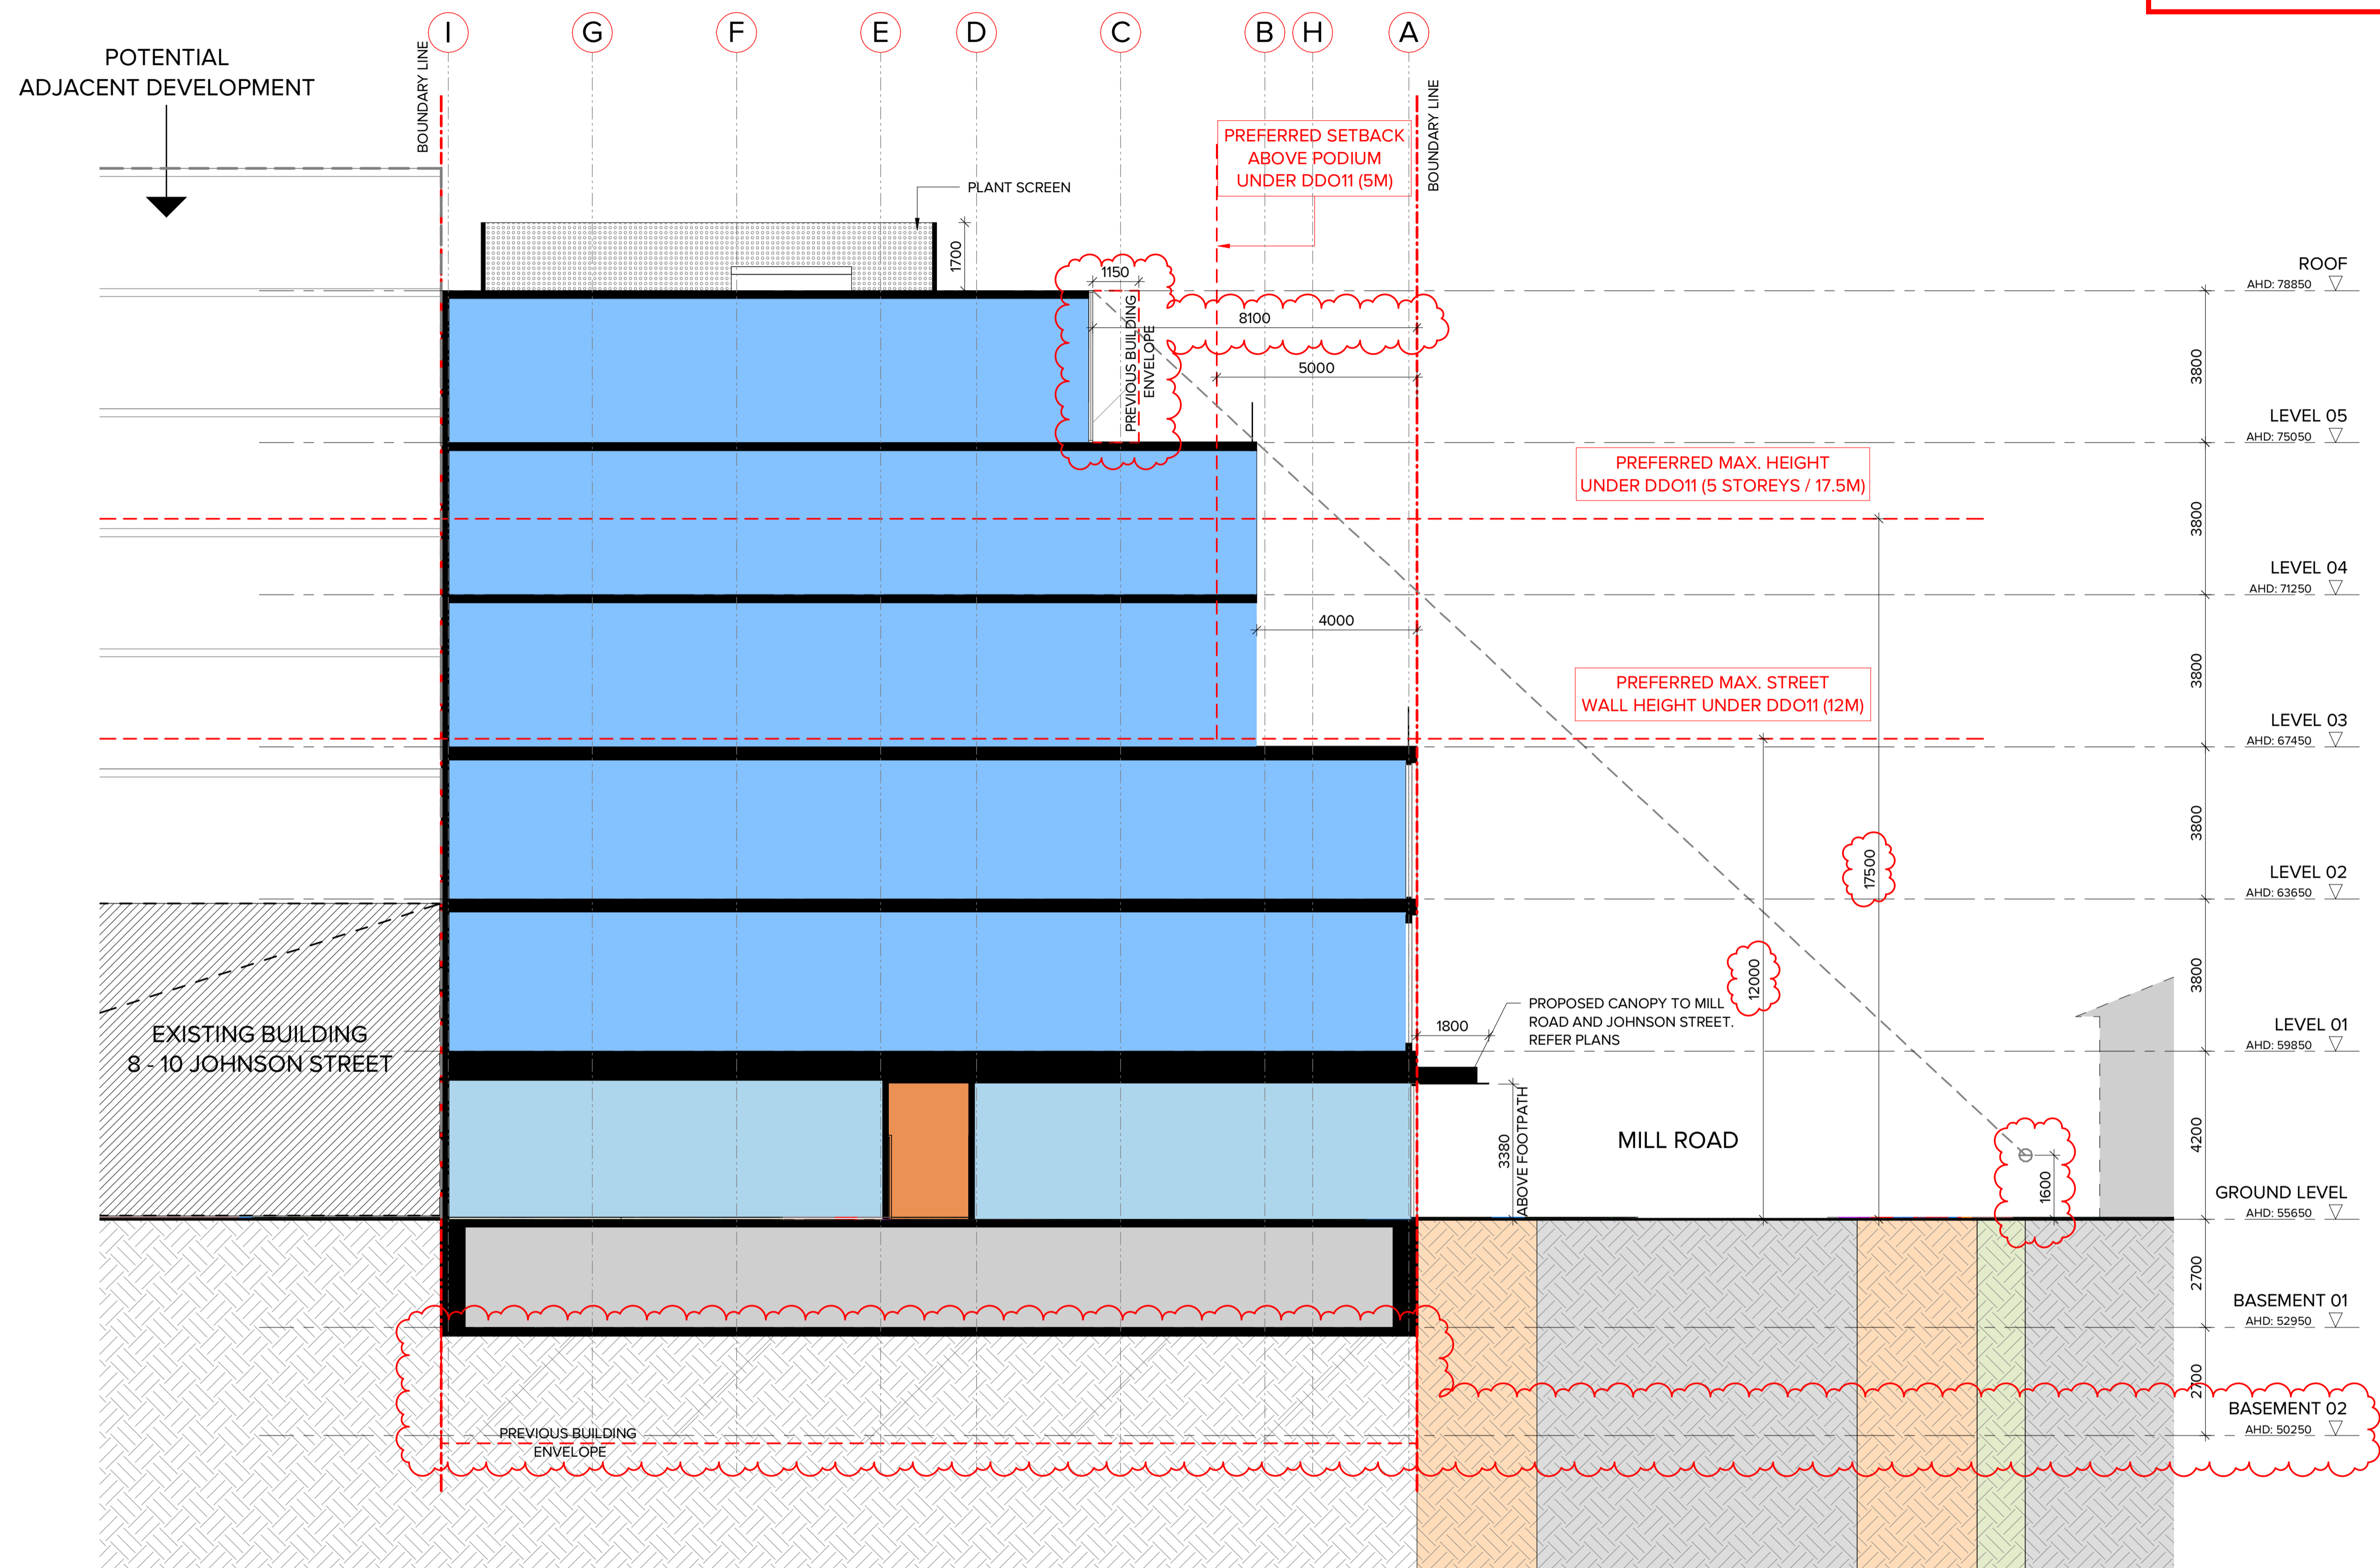 I
G
F
E
D
C
B
H
A
POTENTIAL
ADJACENT DEVELOPMENT
BOUNDARY LINE
BOUNDARY LINE
PREFERRED SETBACK
ABOVE PODIUM
UNDER DDO11 (5M)
PLANT SCREEN
1700
1150
PREVIOUS BUILDING
ENVELOPE
8100
5000
ROOF
AHD: 78850
3800
LEVEL 05
AHD: 75050
PREFERRED MAX. HEIGHT
UNDER DDO11 (5 STOREYS / 17.5M)
3800
LEVEL 04
AHD: 71250
4000
3800
PREFERRED MAX. STREET
WALL HEIGHT UNDER DDO11 (12M)
LEVEL 03
AHD: 67450
3800
17500
LEVEL 02
AHD: 63650
12000
3800
PROPOSED CANOPY TO MILL
ROAD AND JOHNSON STREET.
REFER PLANS
1800
EXISTING BUILDING
8 - 10 JOHNSON STREET
LEVEL 01
AHD: 59850
3380
ABOVE FOOTPATH
MILL ROAD
4200
1600
GROUND LEVEL
AHD: 55650
2700
BASEMENT 01
AHD: 52950
2700
BASEMENT 02
AHD: 50250
PREVIOUS BUILDING
ENVELOPE